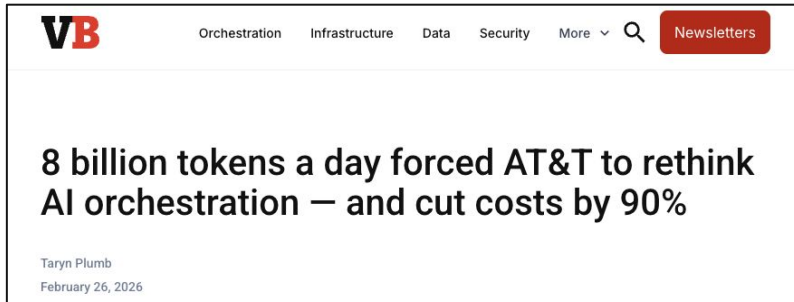 VB
Orchestration Infrastructure Data Security More Newsletters
8 billion tokens a day forced AT&T to rethink
AI orchestration — and cut costs by 90%
Taryn Plumb
February 26, 2026